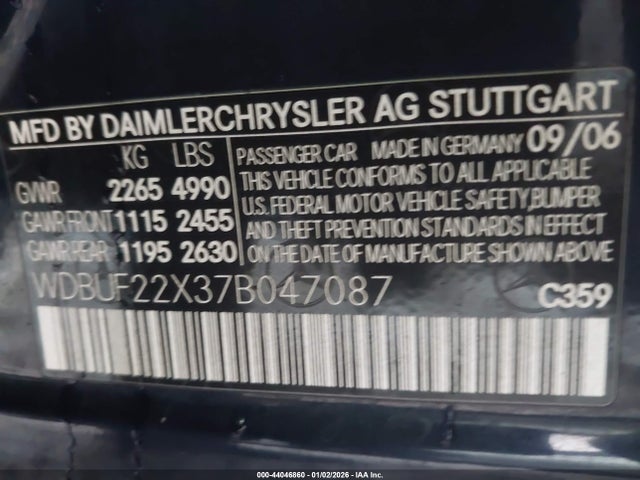 MFD BY DAIMLERCHRYSLER AG STUTTGART
KG LBS
GVWR 2265 4990
GAWR FRONT 1115 2455
GAWR REAR 1195 2630
PASSENGER CAR MADE IN GERMANY 09/06
THIS VEHICLE CONFORMS TO ALL APPLICABLE
U.S. FEDERAL MOTOR VEHICLE SAFETY, BUMPER
AND THEFT PREVENTION STANDARDS IN EFFECT
ON THE DATE OF MANUFACTURE SHOWN ABOVE
WDBUF22X37B047087
C359
000-44046860 - 01/02/2026 - IAA Inc.